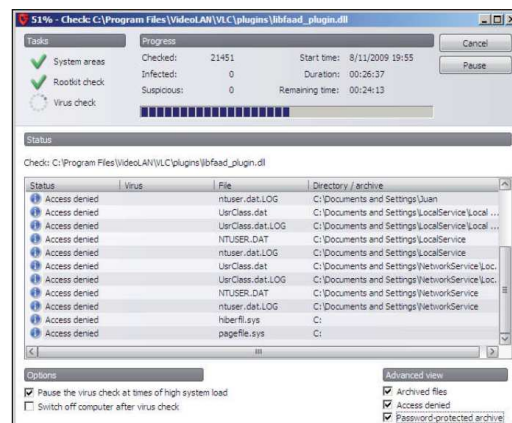 51% - Check: C:\Program Files\VideoLAN\VLC\plugins\libfaad_plugin.dll
Tasks
System areas
Rootkit check
Virus check
Progress
Checked: 21451 Start time: 8/11/2009 19:55
Infected: 0 Duration: 00:26:37
Suspicious: 0 Remaining time: 00:24:13
Cancel
Pause
Status
Check: C:\Program Files\VideoLAN\VLC\plugins\libfaad_plugin.dll
Status Virus File Directory / archive
Access denied ntuser.dat.LOG C:\Documents and Settings\Juan
Access denied UsrClass.dat C:\Documents and Settings\LocalService\Local ...
Access denied UsrClass.dat.LOG C:\Documents and Settings\LocalService\Local ...
Access denied NTUSER.DAT C:\Documents and Settings\LocalService
Access denied ntuser.dat.LOG C:\Documents and Settings\LocalService
Access denied UsrClass.dat C:\Documents and Settings\NetworkService\Loc.
Access denied UsrClass.dat.LOG C:\Documents and Settings\NetworkService\Loc.
Access denied NTUSER.DAT C:\Documents and Settings\NetworkService
Access denied ntuser.dat.LOG C:\Documents and Settings\NetworkService
Access denied hiberfil.sys C:
Access denied pagefile.sys C:
Options
Pause the virus check at times of high system load
Switch off computer after virus check
Advanced view
Archived files
Access denied
Password-protected archive